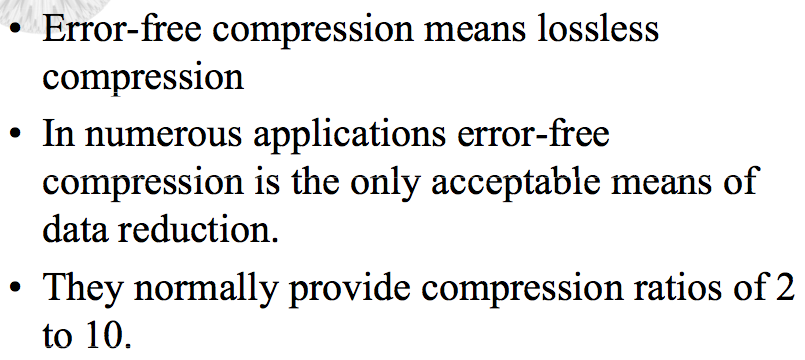 • Error-free compression means lossless
compression
• In numerous applications error-free
compression is the only acceptable means of
data reduction.
• They normally provide compression ratios of 2
to 10.